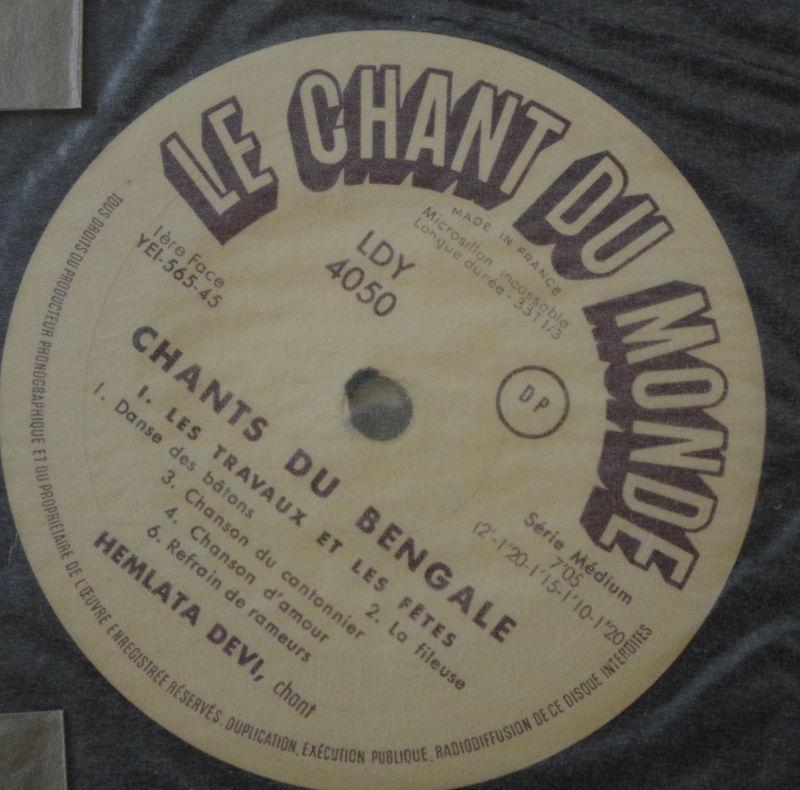 LE CHANT DU MONDE
MADE IN FRANCE
Microsillon incassable
Longue durée - 33T 1/3
1ère Face
YEI-565-45
LDY
4050
DP
CHANTS DU BENGALE
1. LES TRAVAUX ET LES FÊTES
1. Danse des bâtons 2. La fileuse
3. Chanson du cantonnier
4. Chanson d'amour
6. Refrain de rameurs
HEMLATA DEVI, chant
Série Médium
7'05
(2'-1'20-1'15-1'10-1'20)
TOUS DROITS DU PRODUCTEUR PHONOGRAPHIQUE ET DU PROPRIÉTAIRE DE L'ŒUVRE ENREGISTRÉE RÉSERVÉS. DUPLICATION, EXÉCUTION PUBLIQUE, RADIODIFFUSION DE CE DISQUE INTERDITES